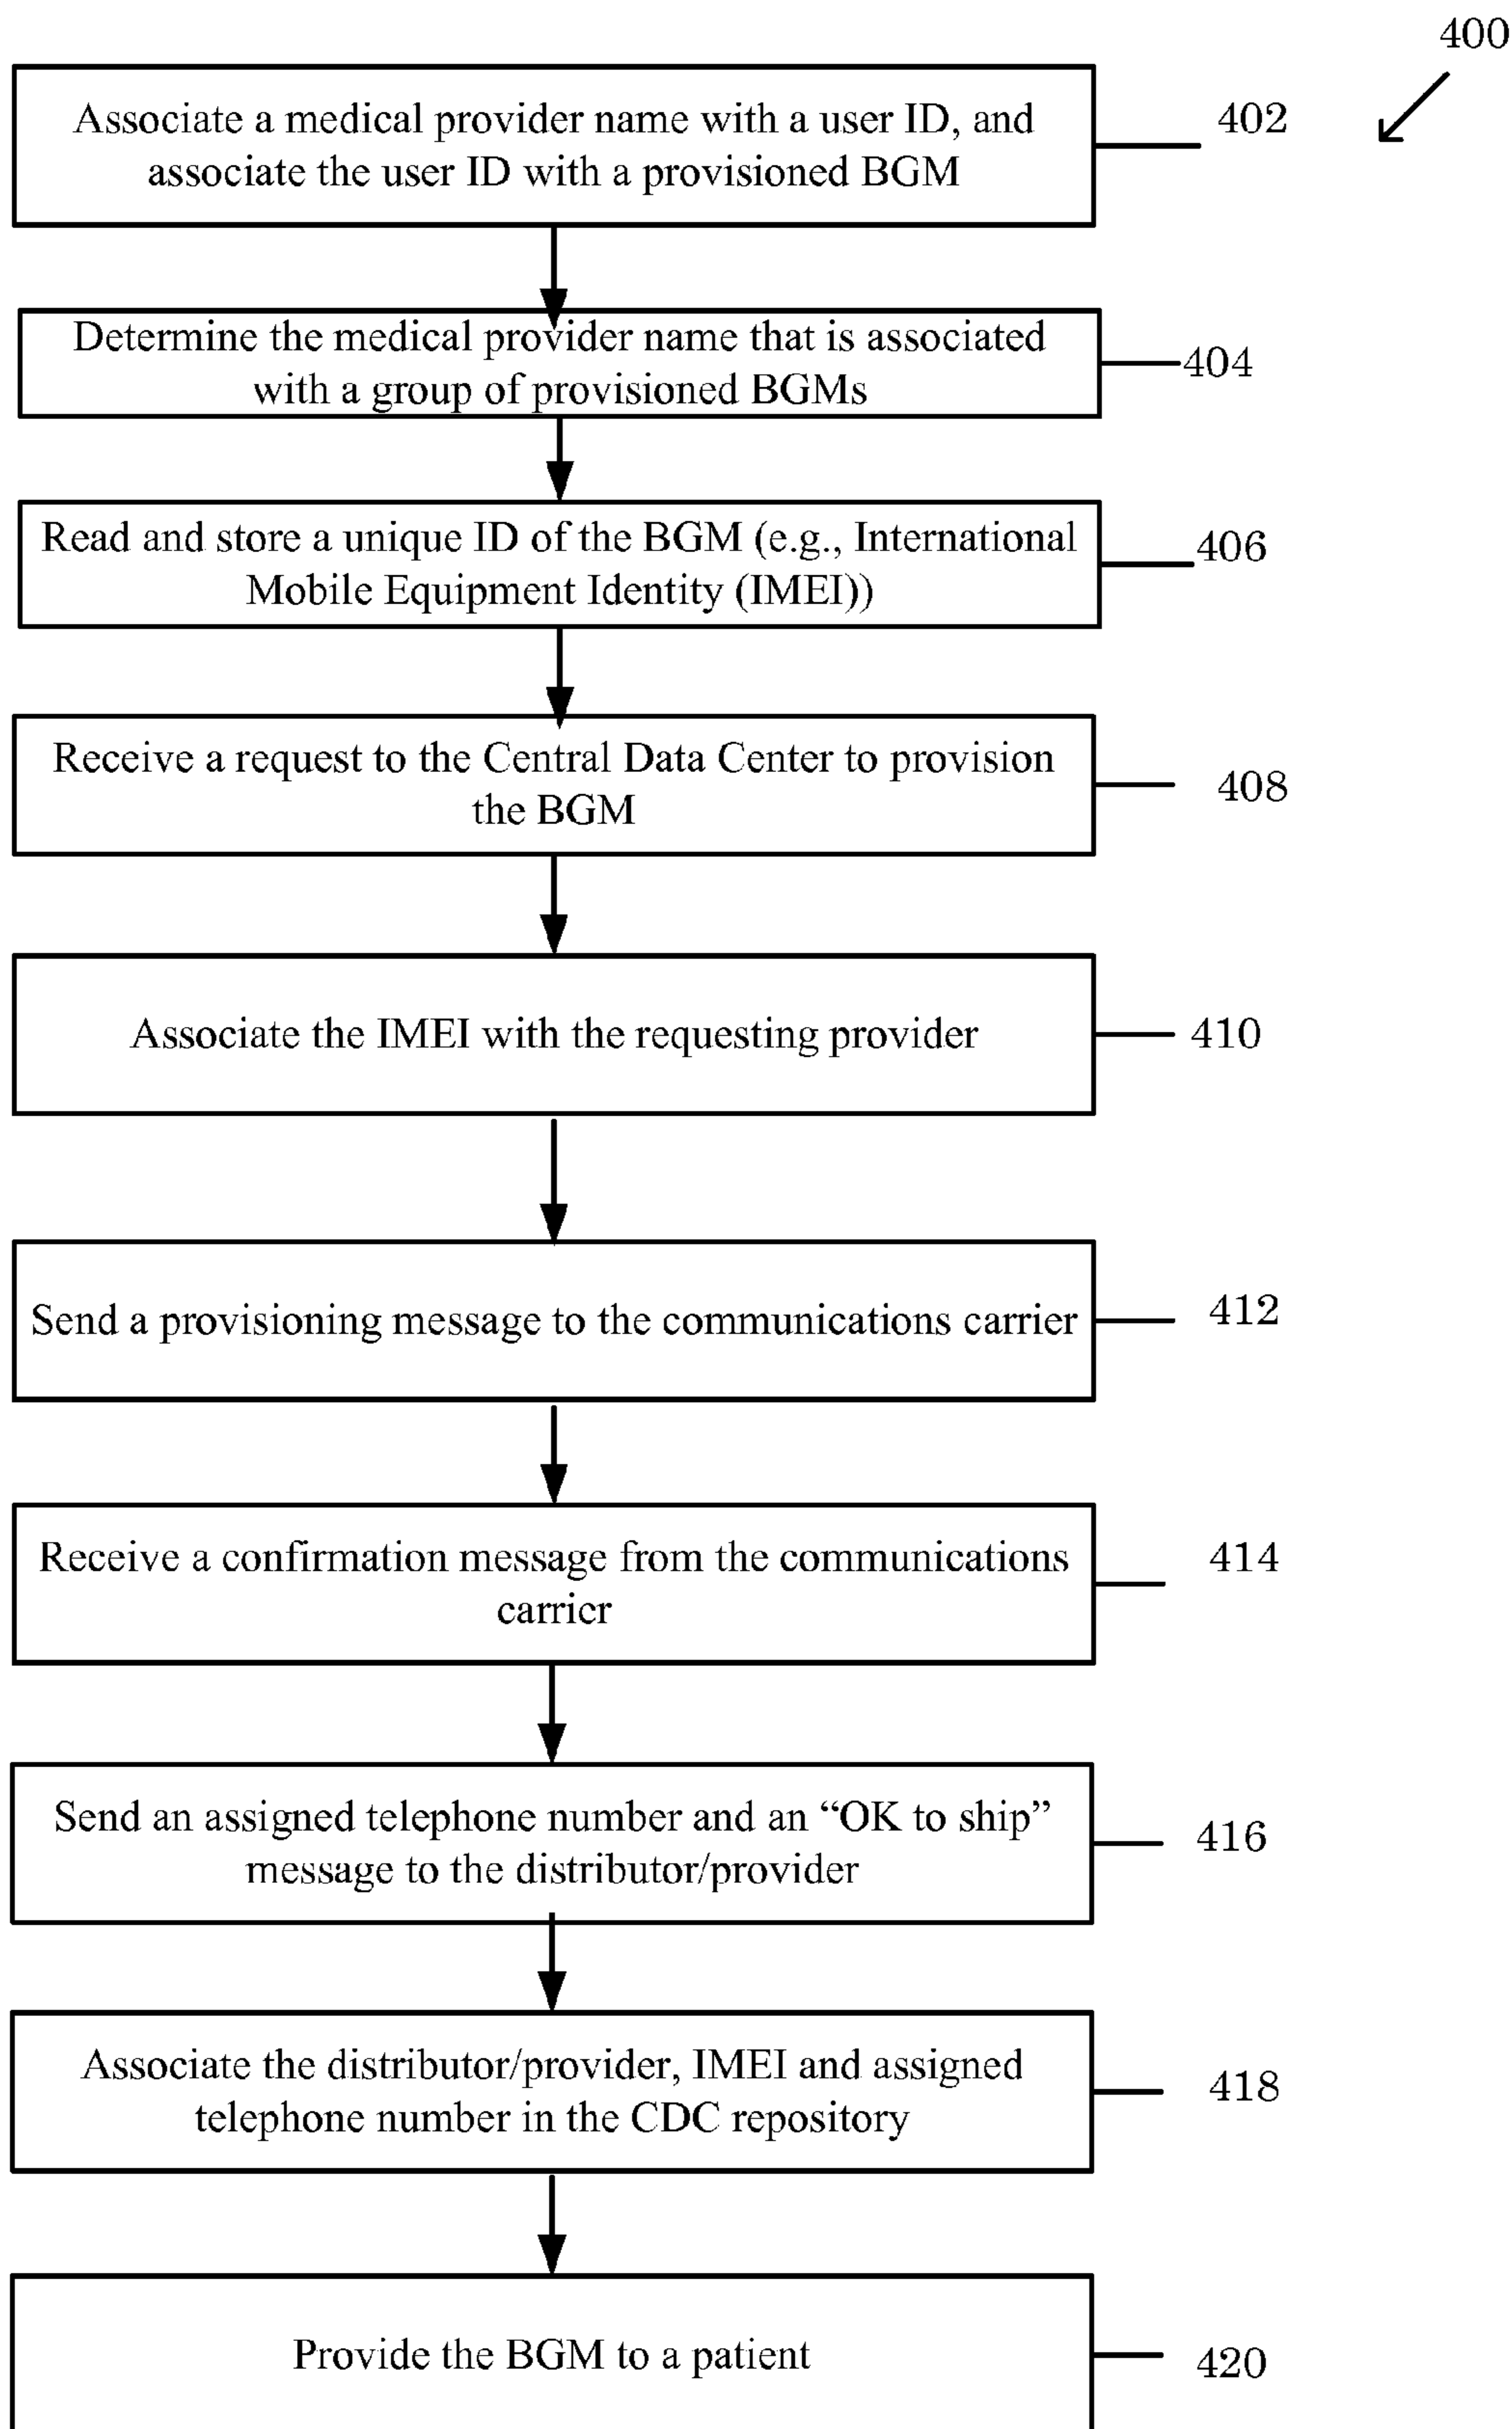 400
Associate a medical provider name with a user ID, and
associate the user ID with a provisioned BGM
402
Determine the medical provider name that is associated
with a group of provisioned BGMs
404
Read and store a unique ID of the BGM (e.g., International
Mobile Equipment Identity (IMEI))
406
Receive a request to the Central Data Center to provision
the BGM
408
Associate the IMEI with the requesting provider
410
Send a provisioning message to the communications carrier
412
Receive a confirmation message from the communications
carrier
414
Send an assigned telephone number and an “OK to ship”
message to the distributor/provider
416
Associate the distributor/provider, IMEI and assigned
telephone number in the CDC repository
418
Provide the BGM to a patient
420